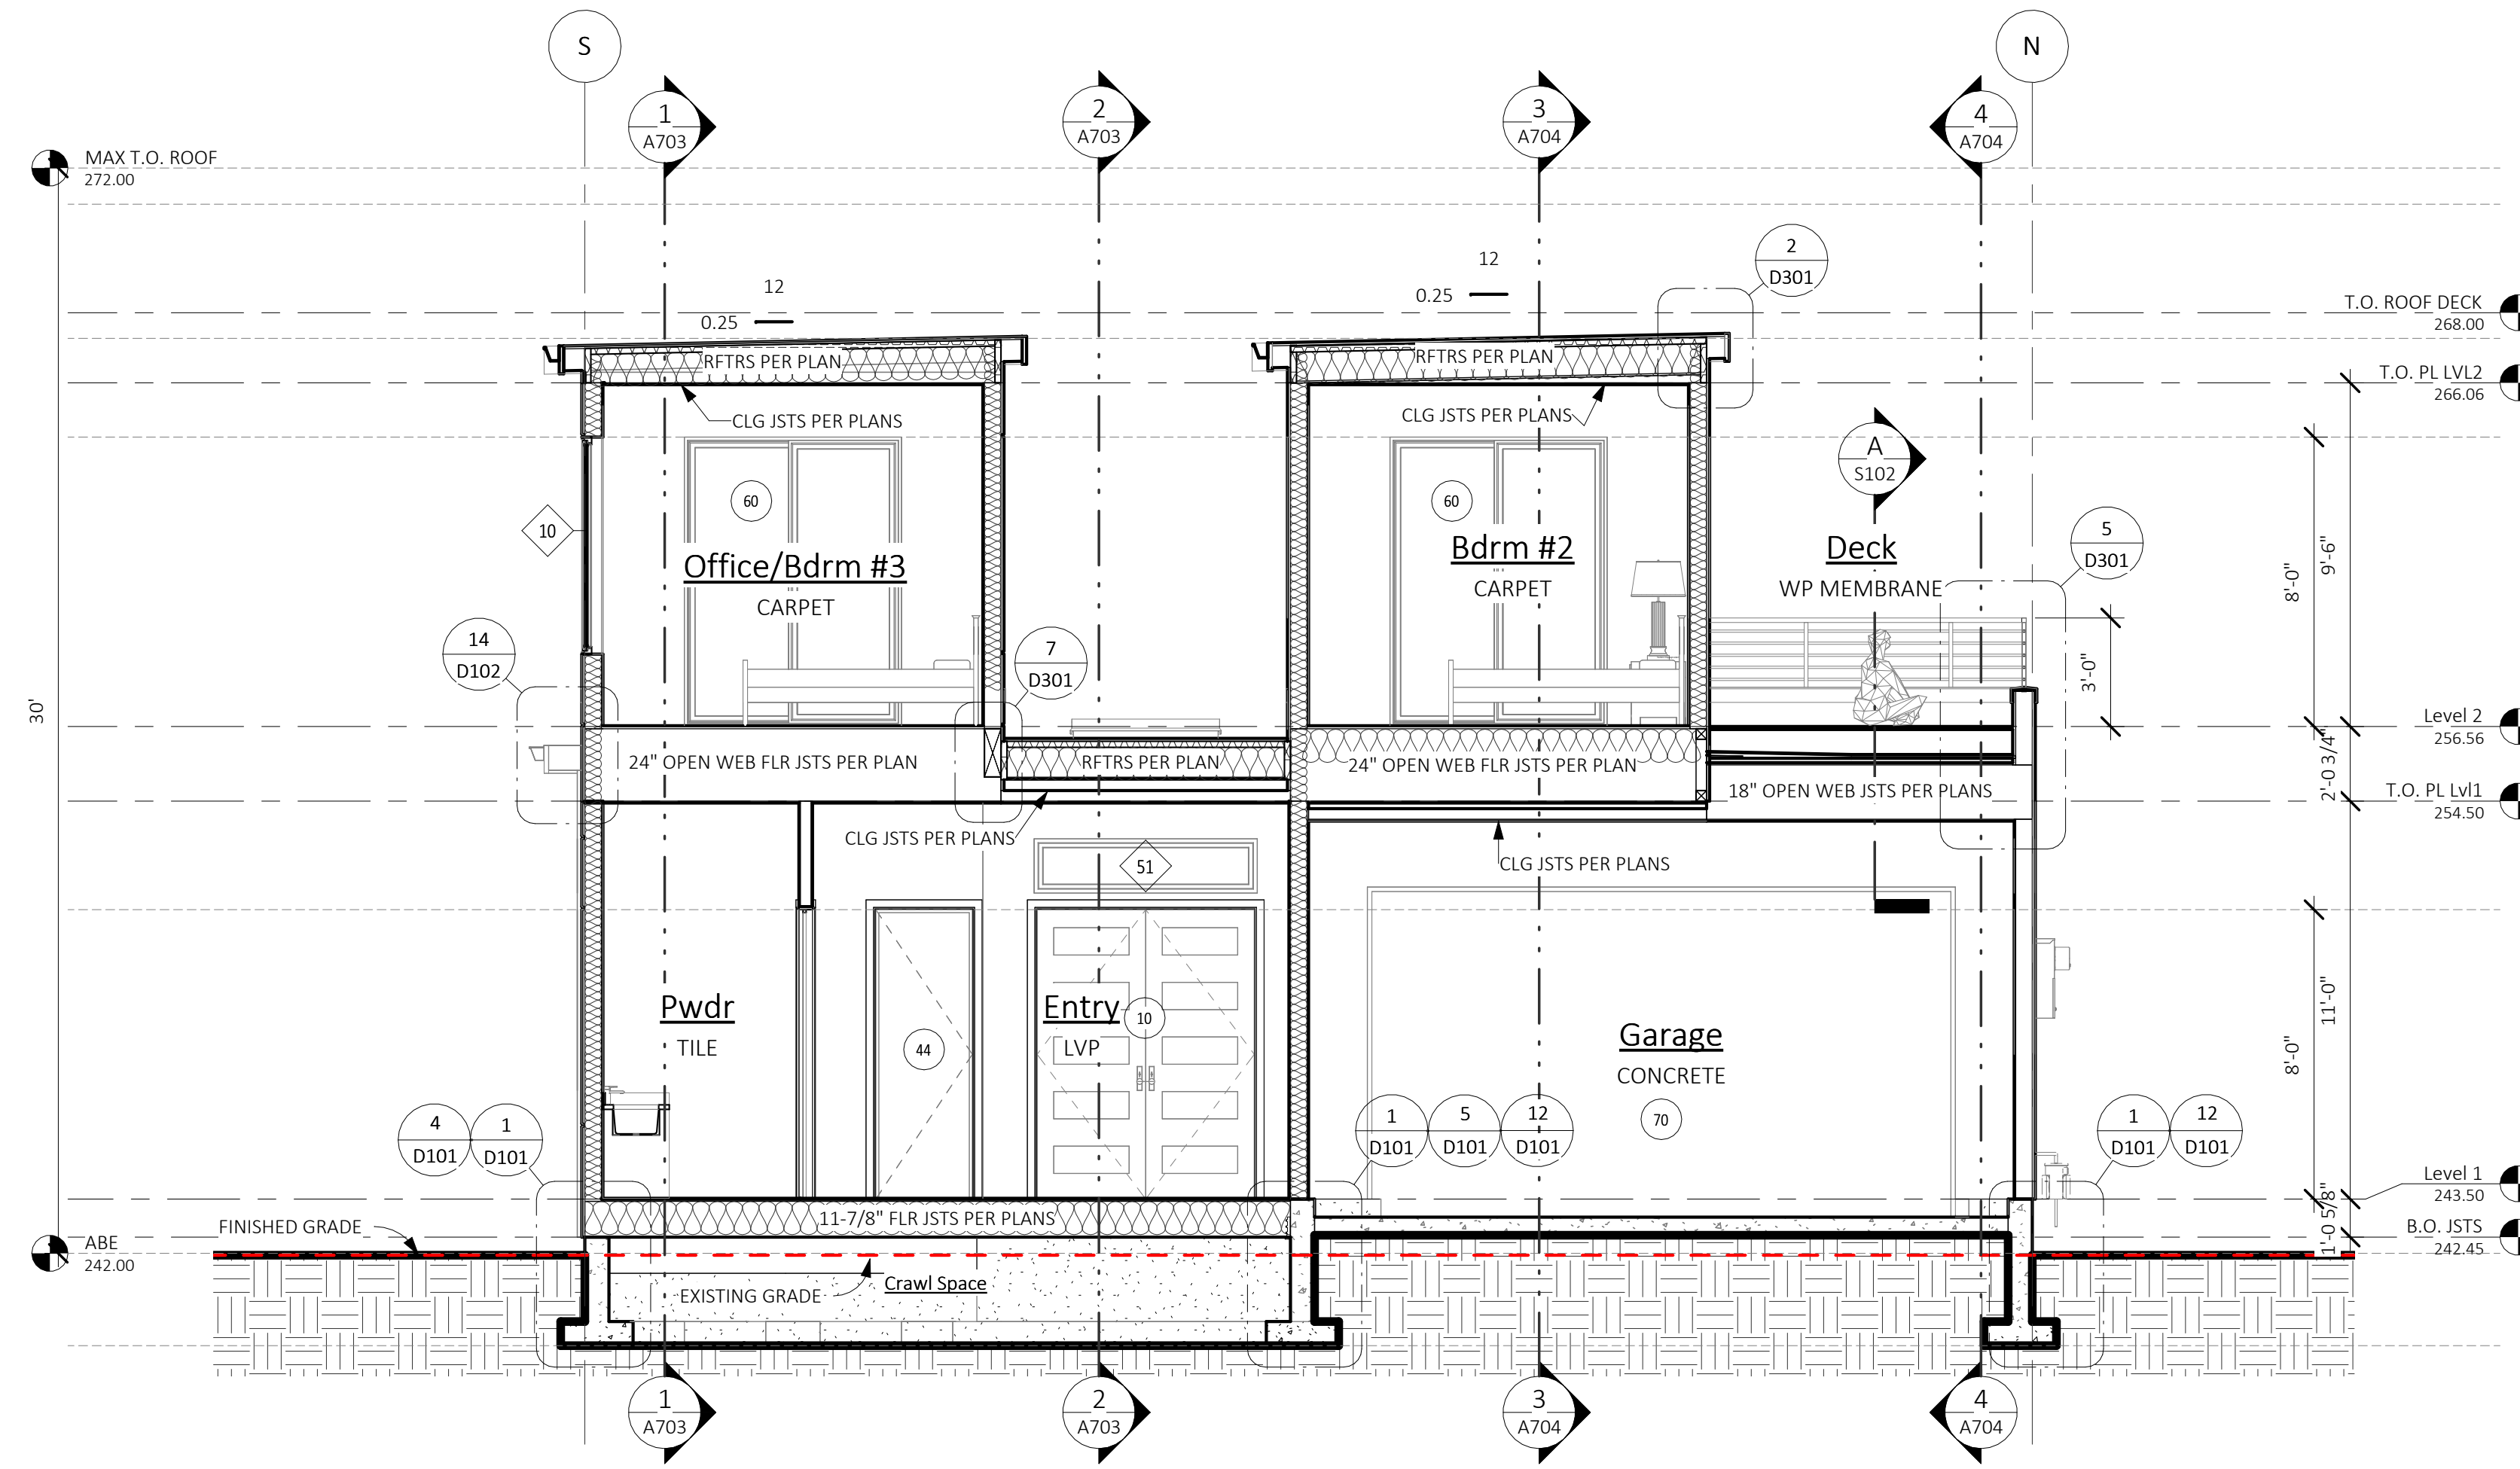 S
N
1
A703
2
A703
3
A704
4
A704
MAX T.O. ROOF
272.00
2
D301
12
0.25
12
0.25
T.O. ROOF DECK
268.00
RFTRS PER PLAN
RFTRS PER PLAN
T.O. PL LVL2
266.06
CLG JSTS PER PLANS
CLG JSTS PER PLANS
A
S102
60
60
10
5
D301
Office/Bdrm #3
CARPET
Bdrm #2
CARPET
Deck
WP MEMBRANE
8'-0"
9'-6"
14
D102
7
D301
3'-0"
30'
Level 2
256.56
24" OPEN WEB FLR JSTS PER PLAN
RFTRS PER PLAN
24" OPEN WEB FLR JSTS PER PLAN
18" OPEN WEB JSTS PER PLANS
2'-0 3/4"
T.O. PL Lvl1
254.50
CLG JSTS PER PLANS
CLG JSTS PER PLANS
51
Pwdr
TILE
44
Entry
10
LVP
Garage
CONCRETE
70
8'-0"
11'-0"
4
D101
1
D101
1
D101
5
D101
12
D101
1
D101
12
D101
Level 1
243.50
11-7/8" FLR JSTS PER PLANS
FINISHED GRADE
1'-0 5/8"
B.O. JSTS
242.45
ABE
242.00
Crawl Space
EXISTING GRADE
1
A703
2
A703
3
A704
4
A704